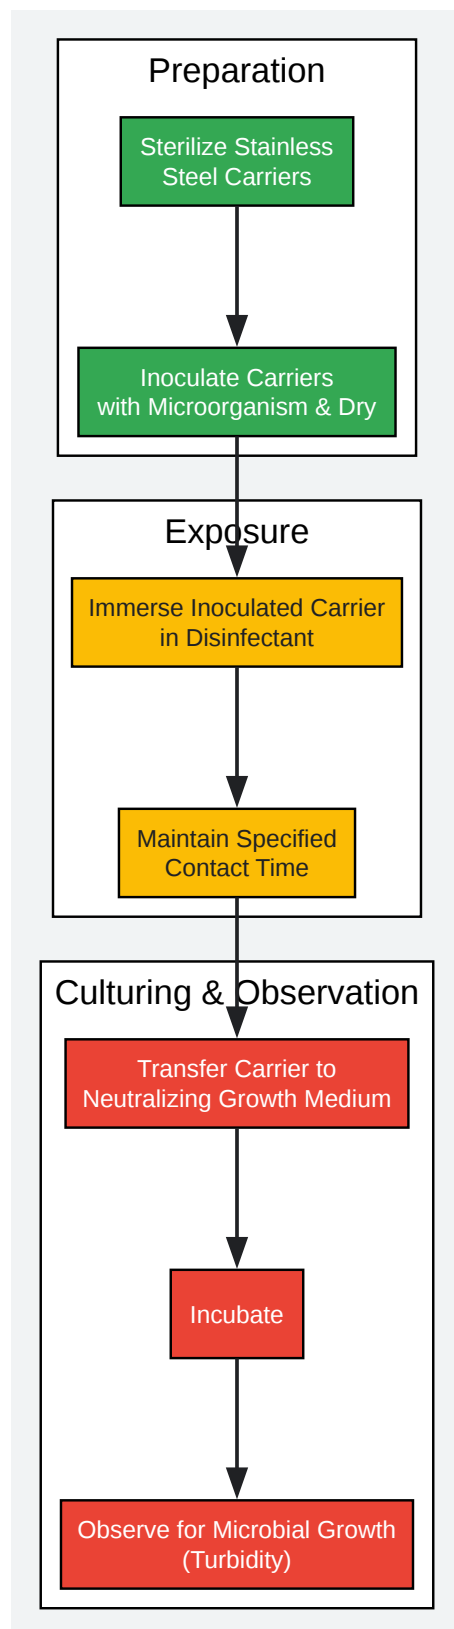 Preparation
Sterilize Stainless
Steel Carriers
Inoculate Carriers
with Microorganism & Dry
Exposure
Immerse Inoculated Carrier
in Disinfectant
Maintain Specified
Contact Time
Culturing & Observation
Transfer Carrier to
Neutralizing Growth Medium
Incubate
Observe for Microbial Growth
(Turbidity)